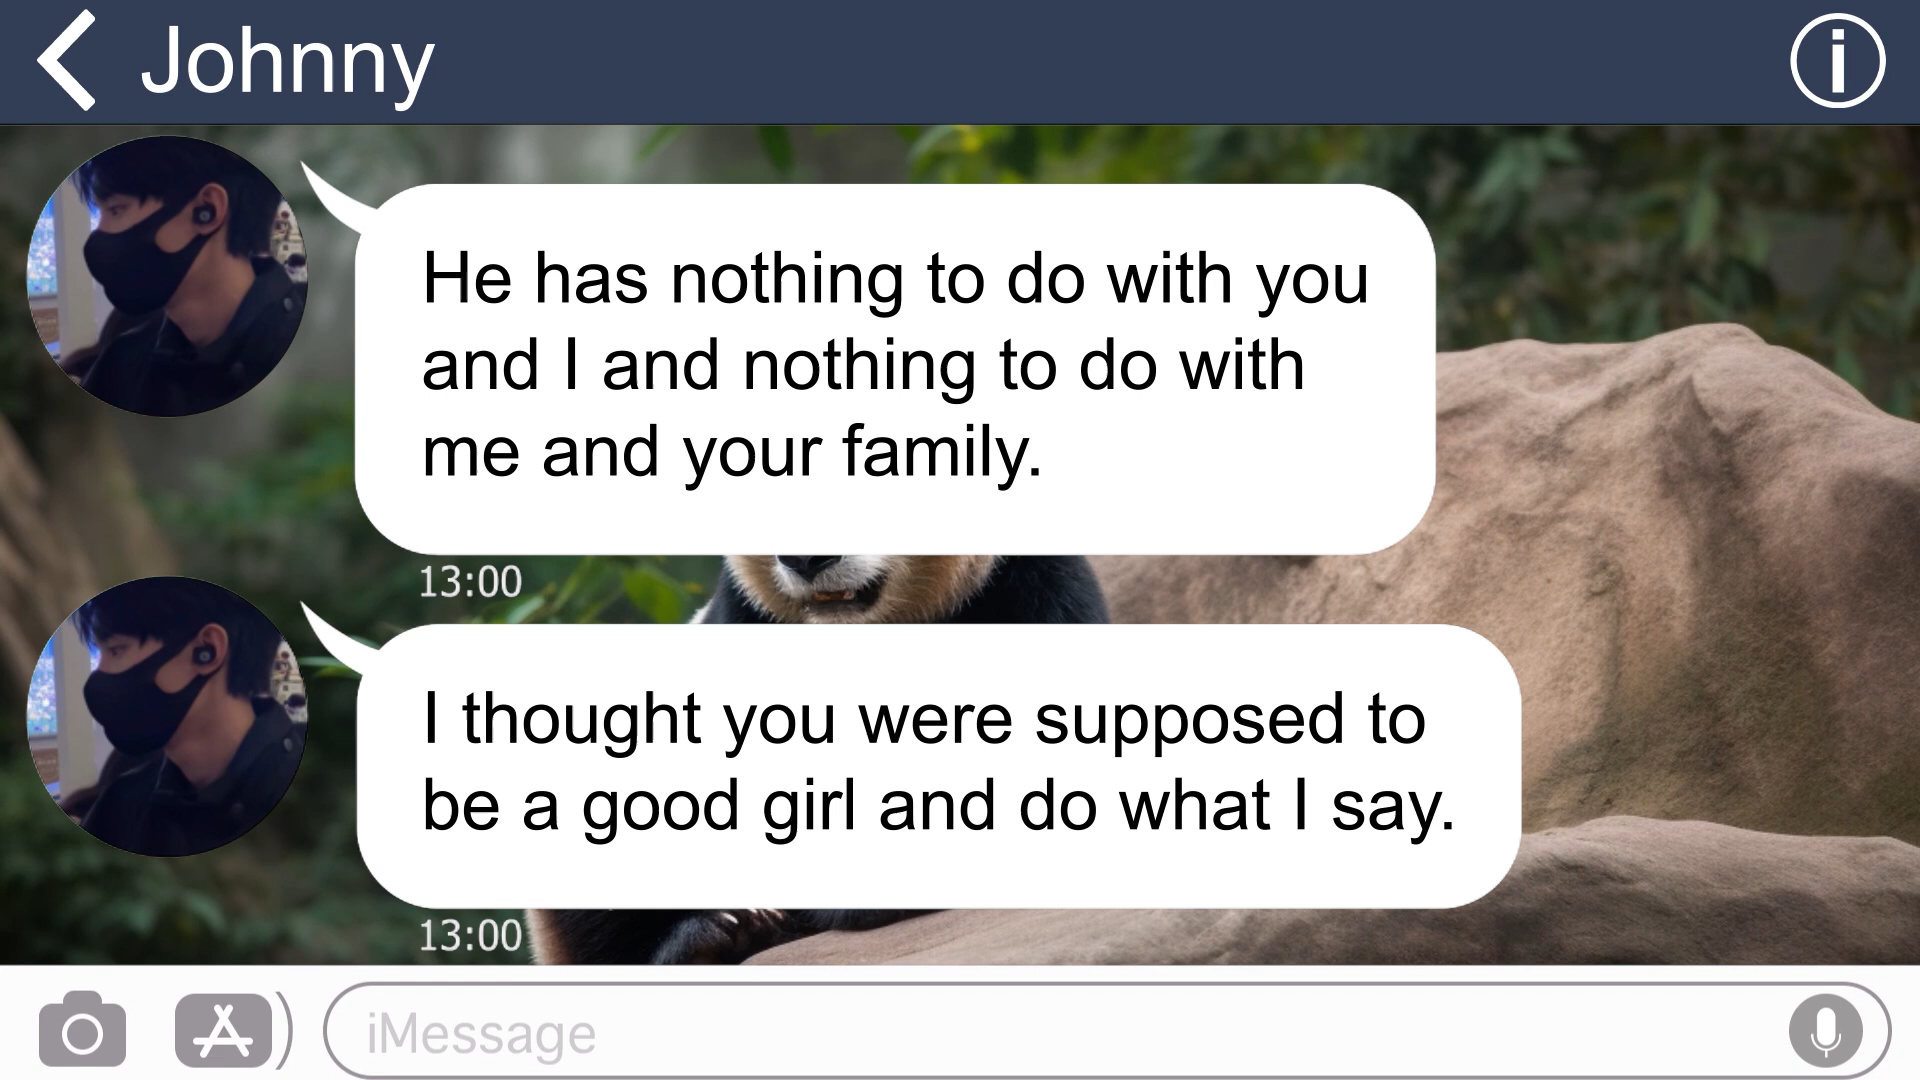 Johnny
He has nothing to do with you
and I and nothing to do with
me and your family.
13:00
I thought you were supposed to
be a good girl and do what I say.
13:00
iMessage